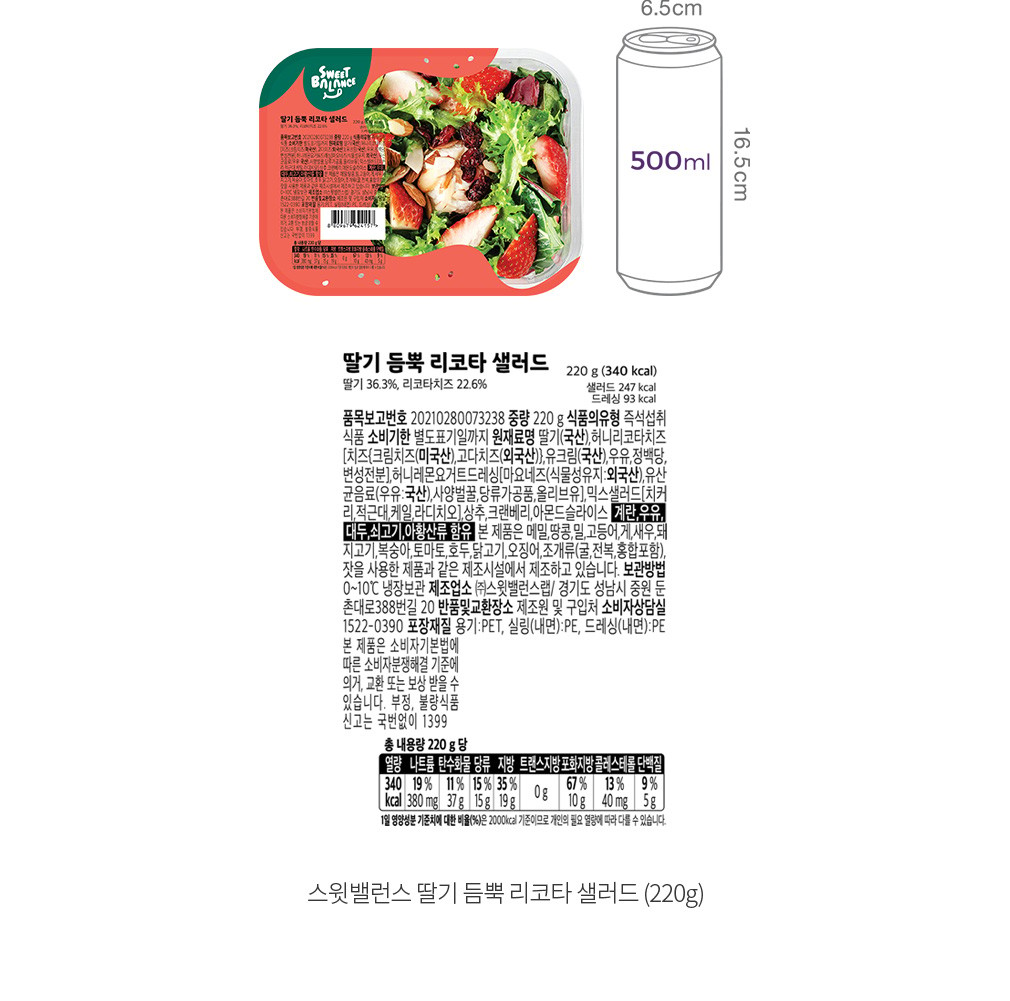 6.5cm
SWEET
BALANCE
딸기 듬뿍 리코타 샐러드
500ml
16.5cm
딸기 듬뿍 리코타 샐러드 220 g (340 kcal)
딸기 36.3%, 리코타치즈 22.6% 샐러드 247 kcal
드레싱 93 kcal
품목보고번호 20210280073238 중량 220 g 식품의유형 즉석섭취
식품 소비기한 별도표기일까지 원재료명 딸기(국산),허니리코타치즈
[치즈{크림치즈(미국산),고다치즈(외국산)},유크림(국산),우유,정백당,
변성전분],허니레몬요거트드레싱[마요네즈(식물성유지:외국산),유산
균음료(우유:국산),사양벌꿀,당류가공품,올리브유],믹스샐러드[치커
리,적근대,케일,라디치오],상추,크랜베리,아몬드슬라이스 계란,우유,
대두,쇠고기,아황산류 함유 본 제품은 메밀,땅콩,밀,고등어,게,새우,돼
지고기,복숭아,토마토,호두,닭고기,오징어,조개류(굴,전복,홍합포함),
잣을 사용한 제품과 같은 제조시설에서 제조하고 있습니다. 보관방법
0~10℃ 냉장보관 제조업소 ㈜스윗밸런스랩/ 경기도 성남시 중원 둔
촌대로388번길 20 반품및교환장소 제조원 및 구입처 소비자상담실
1522-0390 포장재질 용기:PET, 실링(내면):PE, 드레싱(내면):PE
본 제품은 소비자기본법에
따른 소비자분쟁해결 기준에
의거, 교환 또는 보상 받을 수
있습니다. 부정, 불량식품
신고는 국번없이 1399
총 내용량 220 g 당
열량 나트륨 탄수화물 당류 지방 트랜스지방 포화지방 콜레스테롤 단백질
340 19 % 11 % 15 % 35 % 0 g 67 % 13 % 9 %
kcal 380 mg 37 g 15 g 19 g 10 g 40 mg 5 g
1일 영양성분 기준치에 대한 비율(%)은 2000kcal 기준이므로 개인의 필요 열량에 따라 다를 수 있습니다.
스윗밸런스 딸기 듬뿍 리코타 샐러드 (220g)